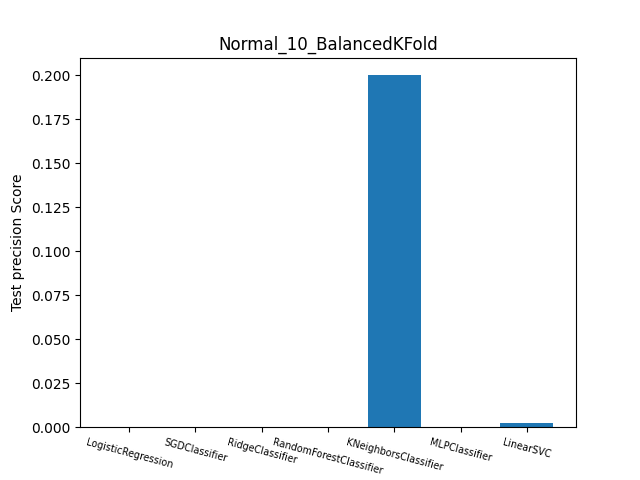 Normal_10_BalancedKFold
Test precision Score
0.200
0.175
0.150
0.125
0.100
0.075
0.050
0.025
0.000
LogisticRegression
SGDClassifier
RidgeClassifier
RandomForestClassifier
KNeighborsClassifier
MLPClassifier
LinearSVC